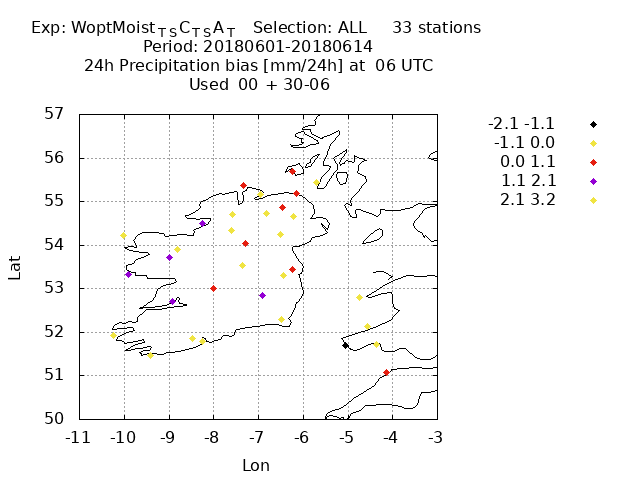 Exp: WoptMoist_TSC_TSA_T Selection: ALL 33 stations
Period: 20180601-20180614
24h Precipitation bias [mm/24h] at 06 UTC
Used 00 + 30-06
-2.1 -1.1
-1.1 0.0
0.0 1.1
1.1 2.1
2.1 3.2
57
56
55
54
53
52
51
50
Lat
-11 -10 -9 -8 -7 -6 -5 -4 -3
Lon